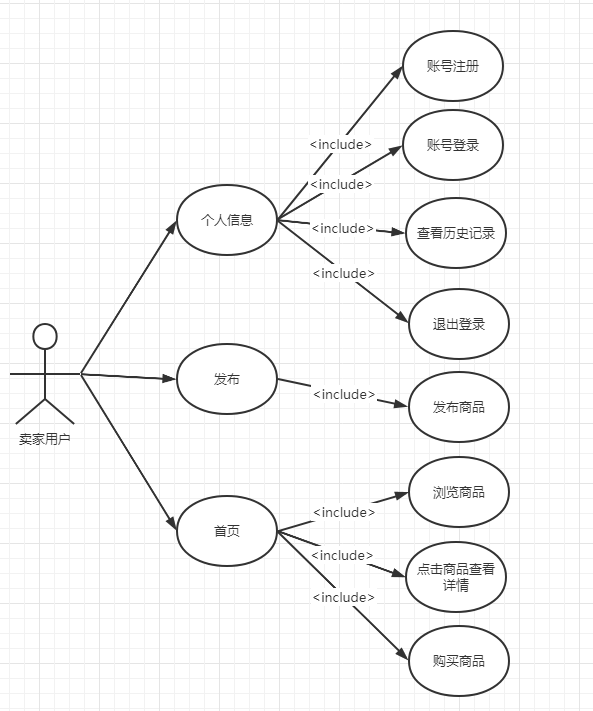 账号注册
<include>
账号登录
<include>
个人信息
<include>
查看历史记录
<include>
退出登录
卖家用户
发布
<include>
发布商品
浏览商品
<include>
首页
<include>
点击商品查看
详情
<include>
购买商品